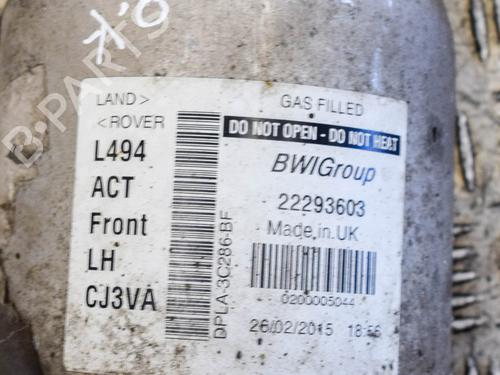 O.K
LAND>
<ROVER
L494
ACT
Front
LH
CJ3VA
DPLA-3C286-BF
GAS FILLED
DO NOT OPEN - DO NOT HEAT
BWIGroup
22293603
Made in UK
0200005044
26/02/2015 18:56
B-PARTS